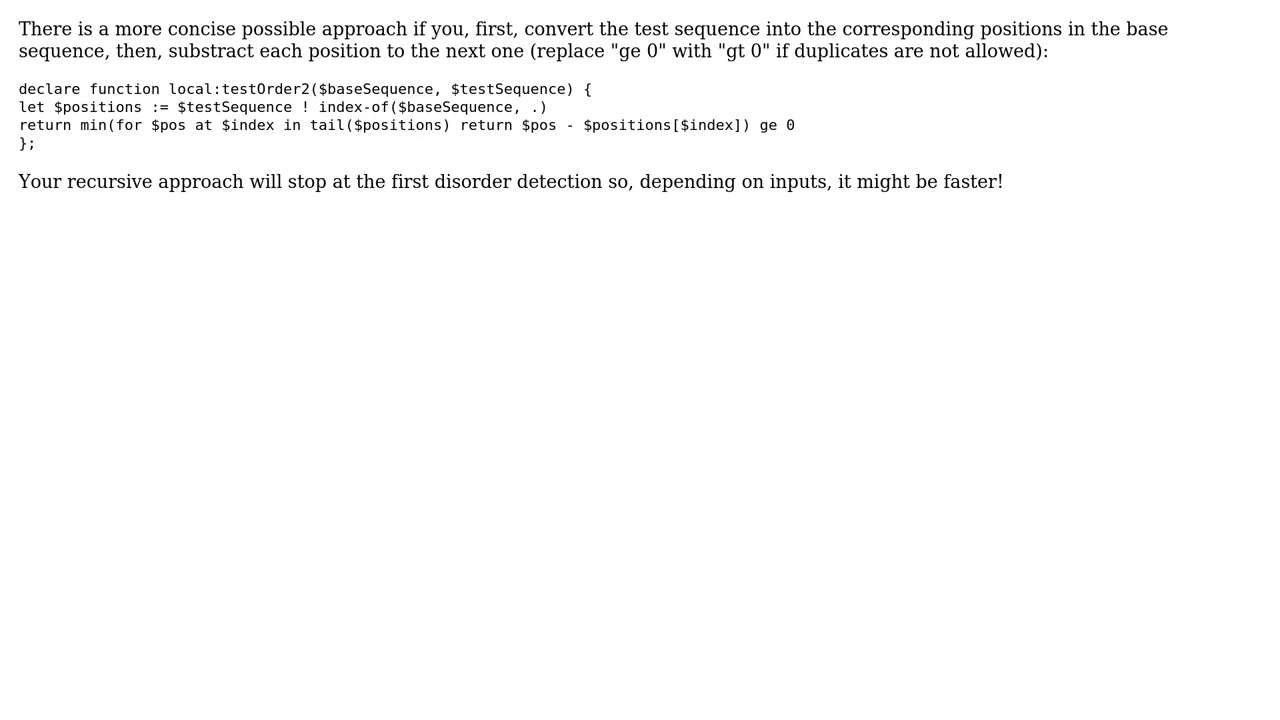 There is a more concise possible approach if you, first, convert the test sequence into the corresponding positions in the base
sequence, then, substract each position to the next one (replace "ge 0" with "gt 0" if duplicates are not allowed):
declare function local:testOrder2($baseSequence, $testSequence) {
let $positions := $testSequence ! index-of($baseSequence, .)
return min(for $pos at $index in tail($positions) return $pos - $positions[$index]) ge 0
};
Your recursive approach will stop at the first disorder detection so, depending on inputs, it might be faster!